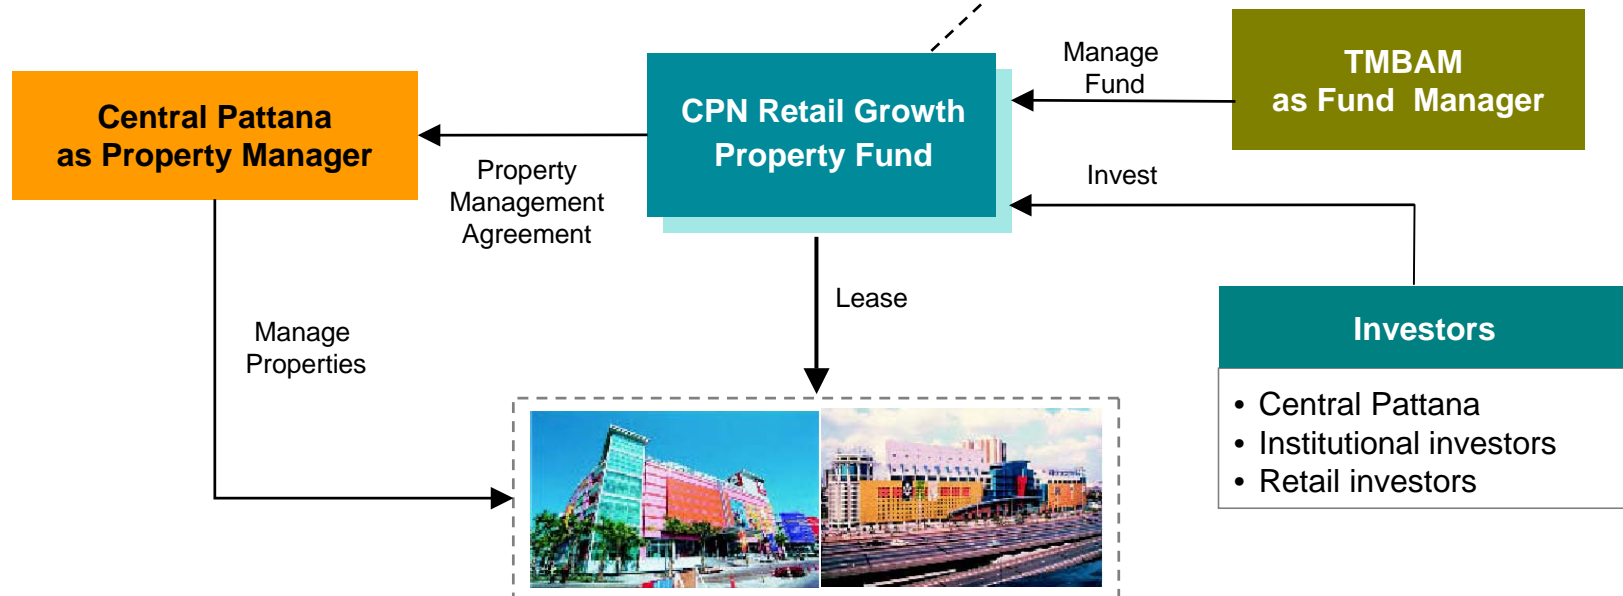 Central Pattana
as Property Manager
Property
Management
Agreement
CPN Retail Growth
Property Fund
Manage
Fund
TMBAM
as Fund Manager
Invest
Lease
Manage
Properties
Investors
• Central Pattana
• Institutional investors
• Retail investors